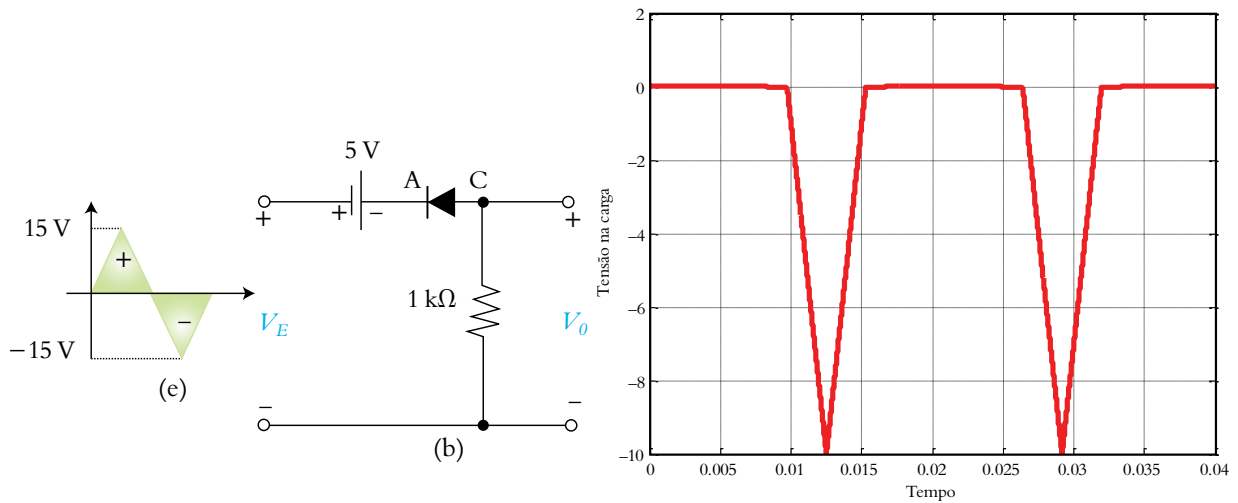 5 V
A
C
+
−
+
+
15 V
+
1 kΩ
V_E
V_0
−
−15 V
(e)
−
−
(b)
Tensão na carga
2
0
−2
−4
−6
−8
−10
0
0.005
0.01
0.015
0.02
0.025
0.03
0.035
0.04
Tempo